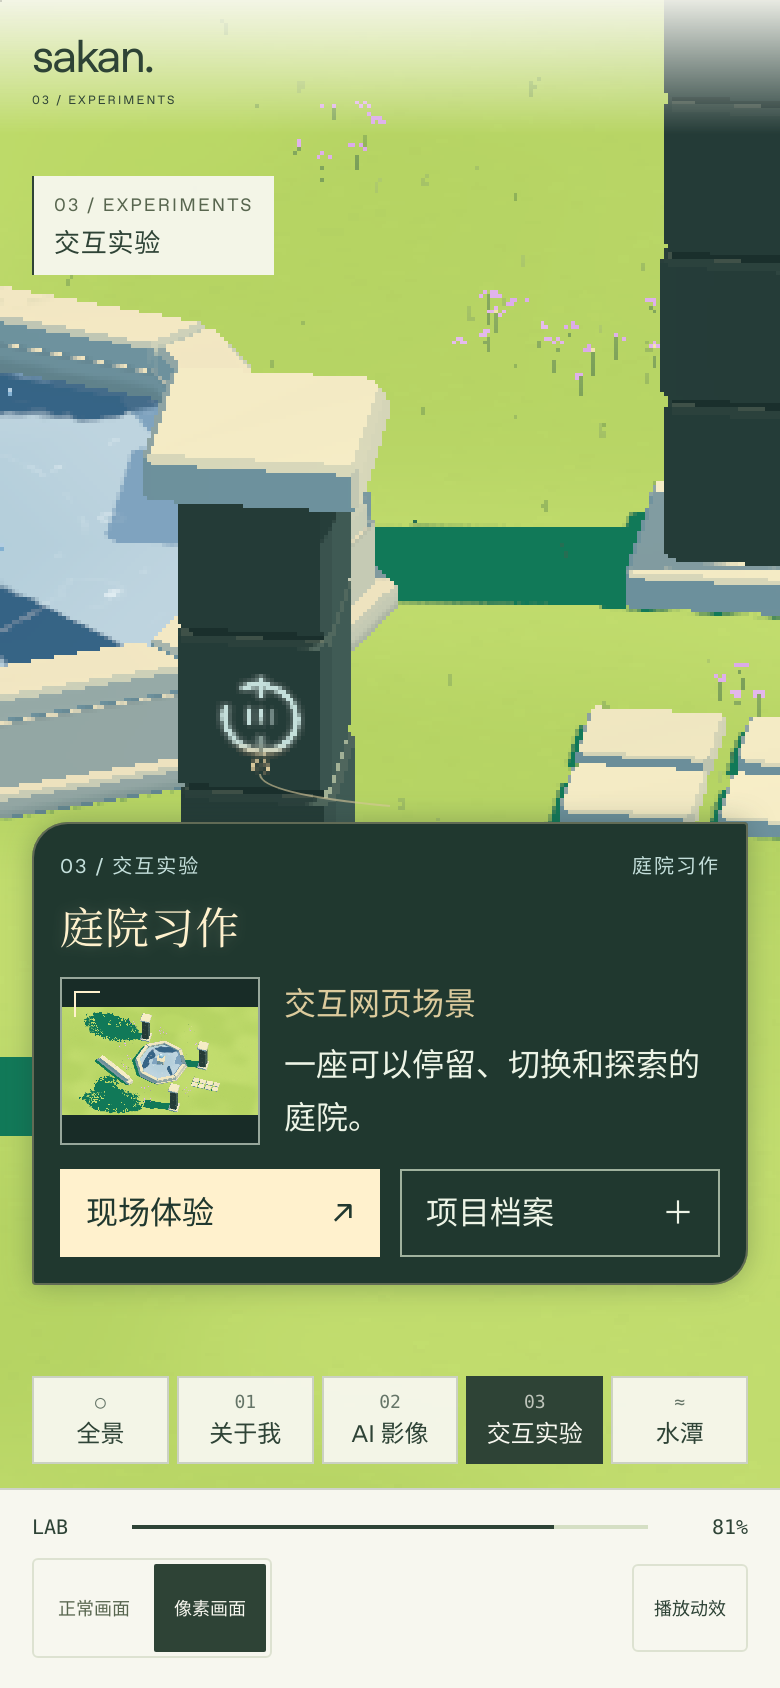 sakan.
03 / EXPERIMENTS
03 / EXPERIMENTS
交互实验
03 / 交互实验
庭院习作
庭院习作
交互网页场景
一座可以停留、切换和探索的
庭院。
现场体验
项目档案
全景
01
关于我
02
AI 影像
03
交互实验
≈
水潭
LAB
81%
正常画面
像素画面
播放动效